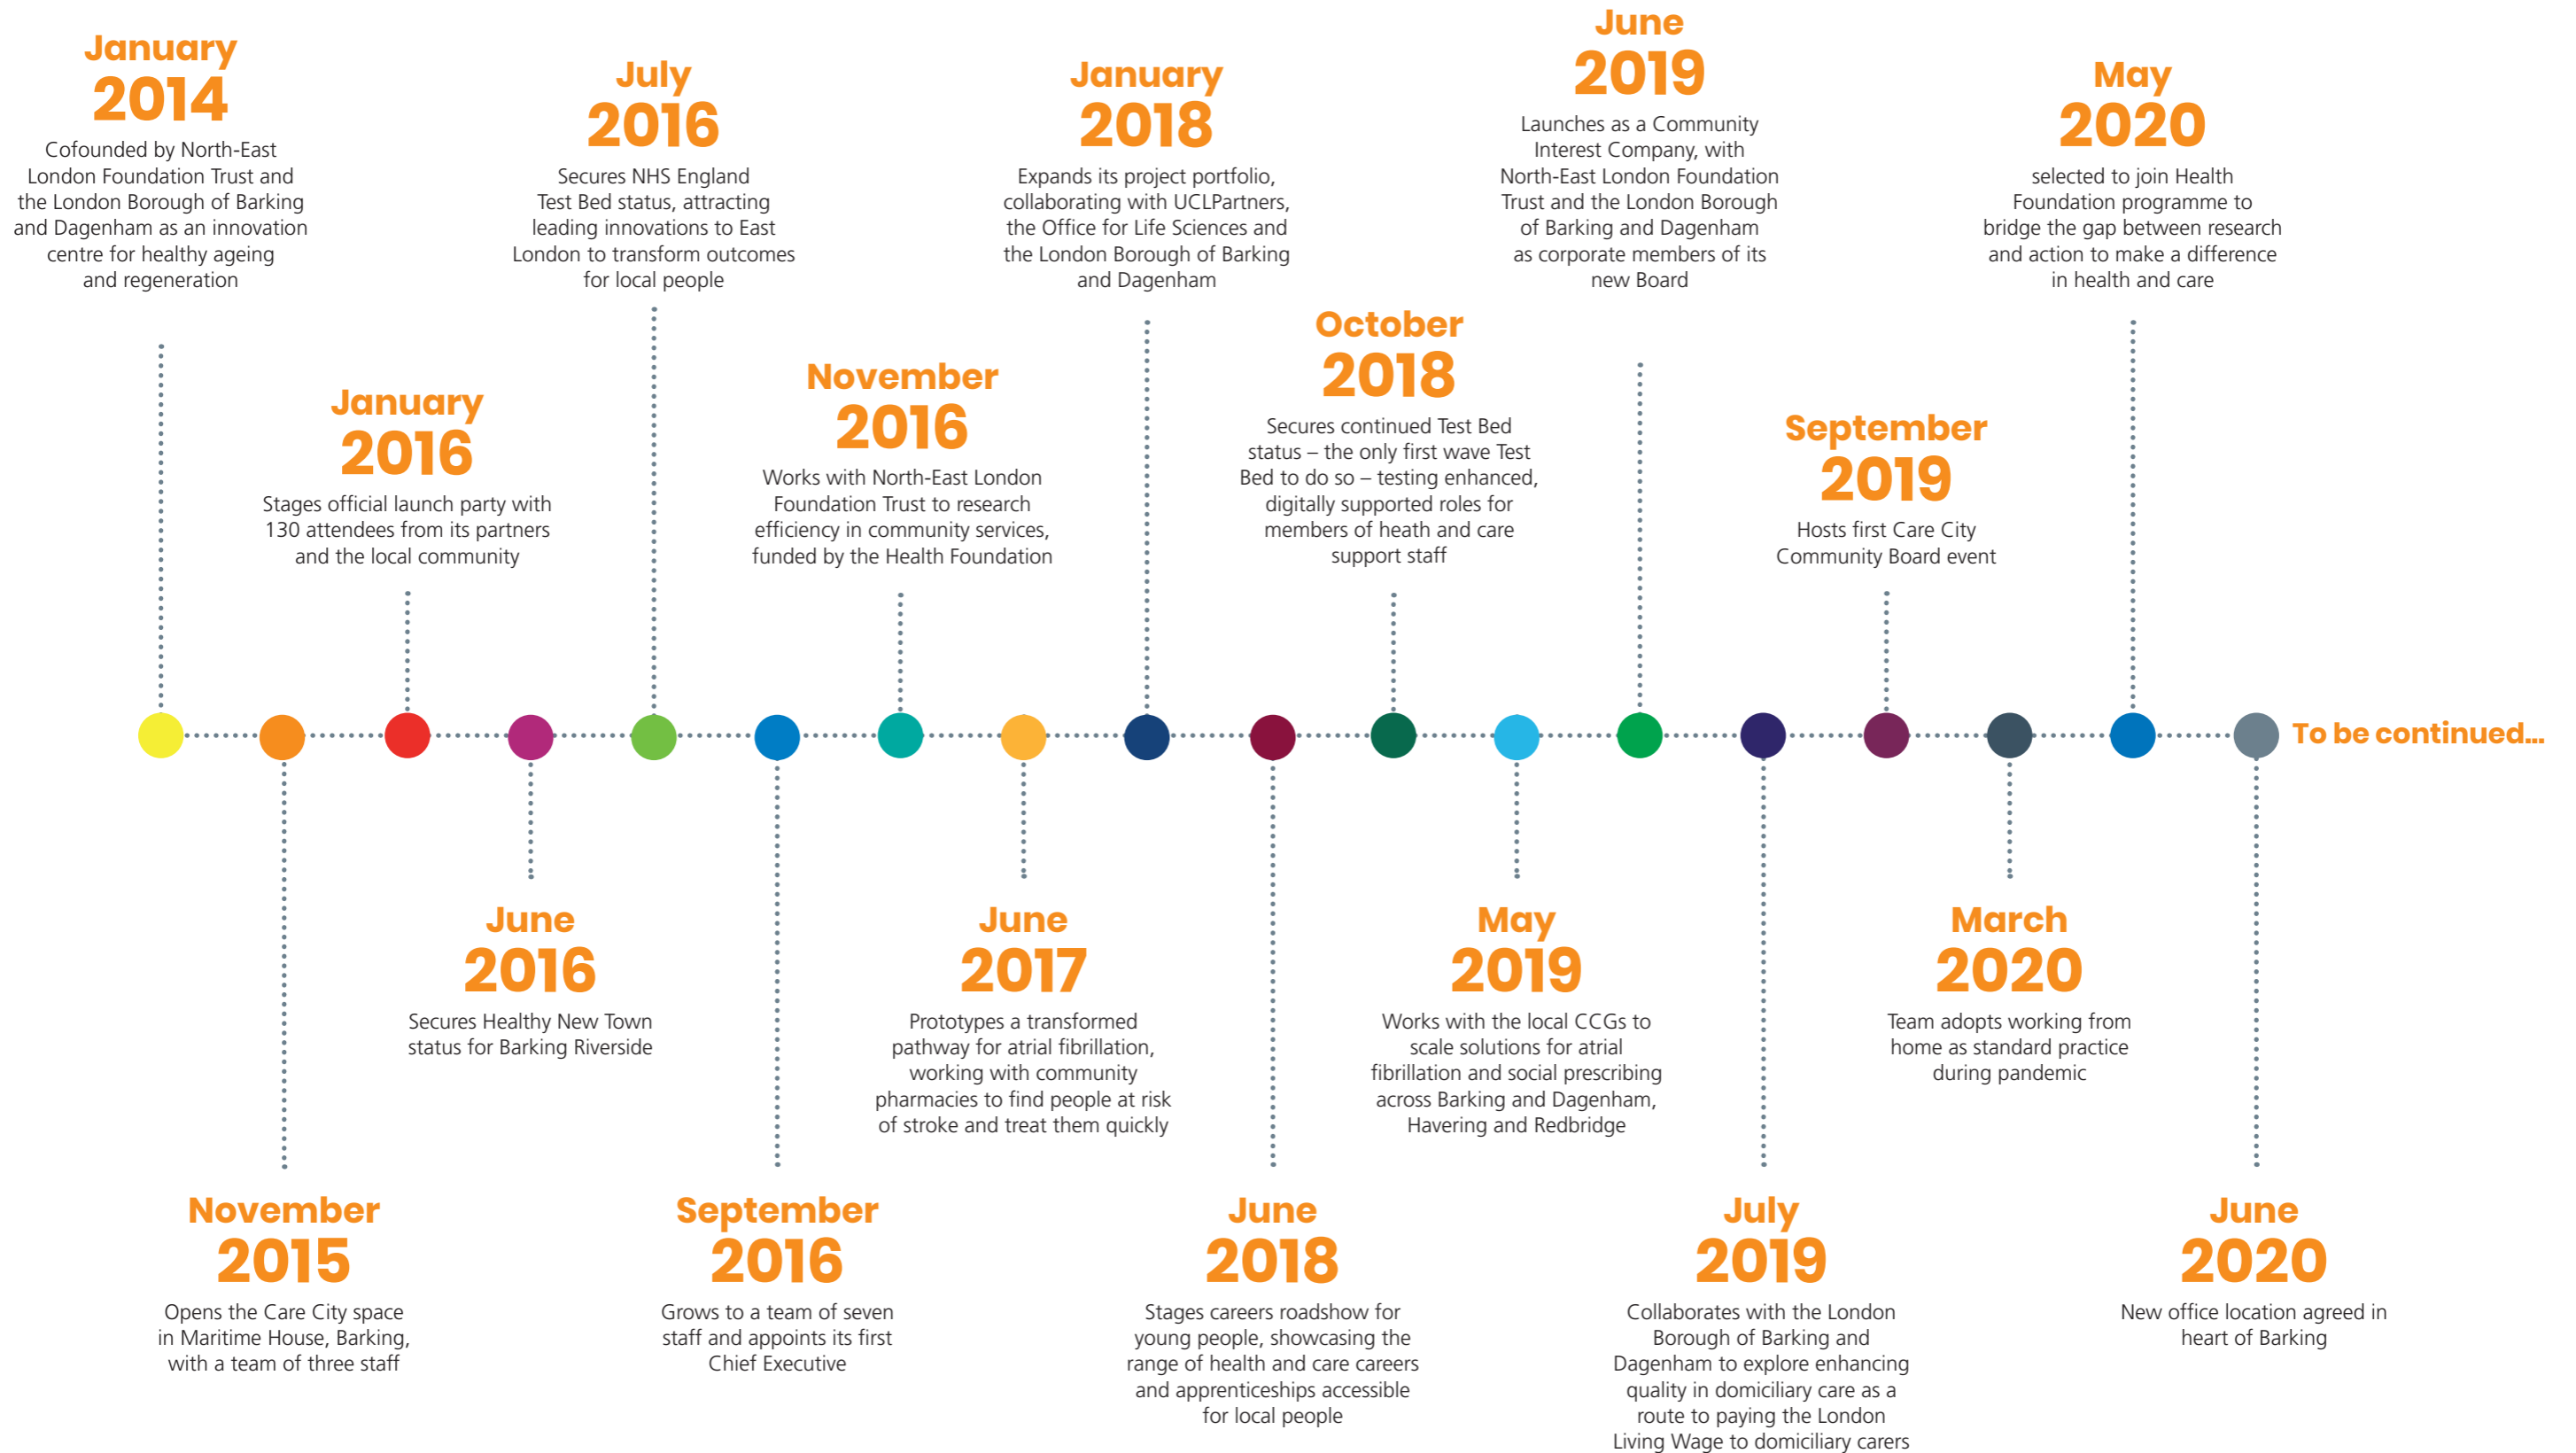 January
2014
Cofounded by North-East
London Foundation Trust and
the London Borough of Barking
and Dagenham as an innovation
centre for healthy ageing
and regeneration
November
2015
Opens the Care City space
in Maritime House, Barking,
with a team of three staff
January
2016
Stages official launch party with
130 attendees from its partners
and the local community
June
2016
Secures Healthy New Town
status for Barking Riverside
July
2016
Secures NHS England
Test Bed status, attracting
leading innovations to East
London to transform outcomes
for local people
September
2016
Grows to a team of seven
staff and appoints its first
Chief Executive
November
2016
Works with North-East London
Foundation Trust to research
efficiency in community services,
funded by the Health Foundation
June
2017
Prototypes a transformed
pathway for atrial fibrillation,
working with community
pharmacies to find people at risk
of stroke and treat them quickly
January
2018
Expands its project portfolio,
collaborating with UCLPartners,
the Office for Life Sciences and
the London Borough of Barking
and Dagenham
June
2018
Stages careers roadshow for
young people, showcasing the
range of health and care careers
and apprenticeships accessible
for local people
October
2018
Secures continued Test Bed
status – the only first wave Test
Bed to do so – testing enhanced,
digitally supported roles for
members of heath and care
support staff
May
2019
Works with the local CCGs to
scale solutions for atrial
fibrillation and social prescribing
across Barking and Dagenham,
Havering and Redbridge
June
2019
Launches as a Community
Interest Company, with
North-East London Foundation
Trust and the London Borough
of Barking and Dagenham
as corporate members of its
new Board
July
2019
Collaborates with the London
Borough of Barking and
Dagenham to explore enhancing
quality in domiciliary care as a
route to paying the London
Living Wage to domiciliary carers
September
2019
Hosts first Care City
Community Board event
March
2020
Team adopts working from
home as standard practice
during pandemic
May
2020
selected to join Health
Foundation programme to
bridge the gap between research
and action to make a difference
in health and care
June
2020
New office location agreed in
heart of Barking
To be continued...